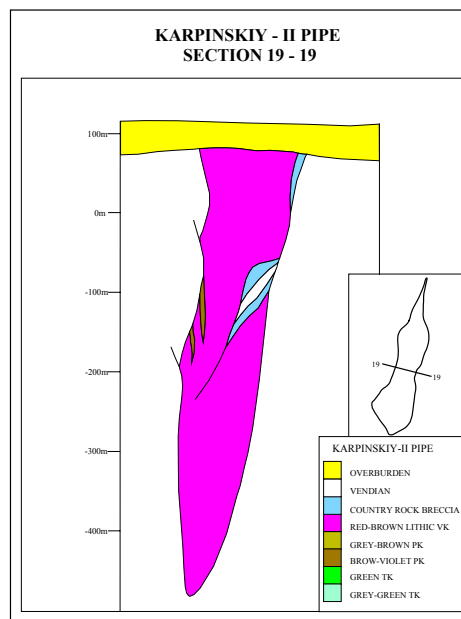 KARPINSKIY - II PIPE
SECTION 19 - 19
100m
0m
-100m
-200m
-300m
-400m
19
19
KARPINSKIY-II PIPE
OVERBURDEN
VENDIAN
COUNTRY ROCK BRECCIA
RED-BROWN LITHIC VK
GREY-BROWN PK
BROW-VIOLET PK
GREEN TK
GREY-GREEN TK